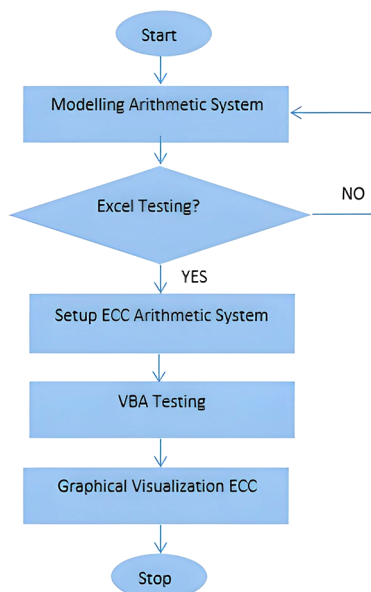 Start
Modelling Arithmetic System
Excel Testing?
NO
YES
Setup ECC Arithmetic System
VBA Testing
Graphical Visualization ECC
Stop